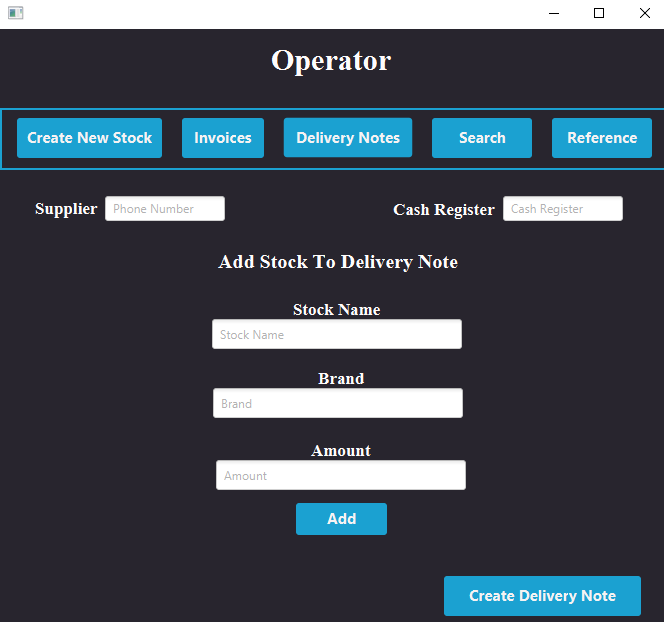 Operator
Create New Stock Invoices Delivery Notes Search Reference
Supplier Phone Number Cash Register Cash Register
Add Stock To Delivery Note
Stock Name
Stock Name
Brand
Brand
Amount
Amount
Add
Create Delivery Note